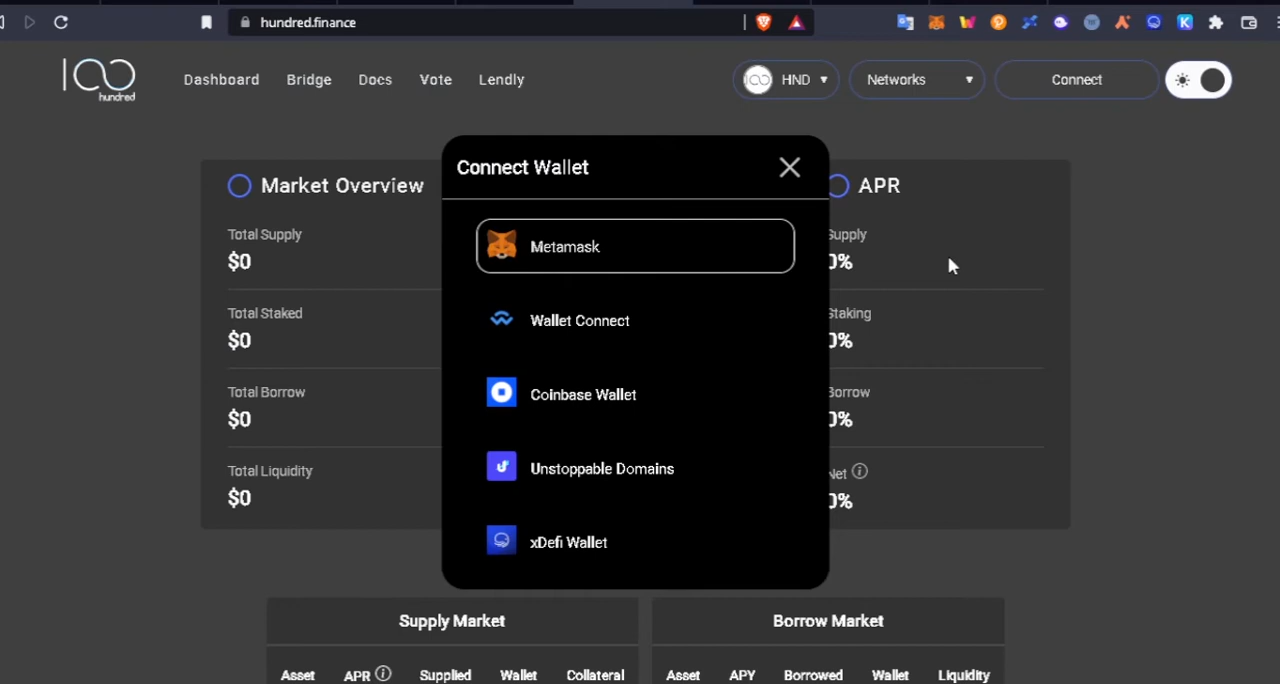 hundred.finance
hundred
Dashboard Bridge Docs Vote Lendly HND Networks Connect
Connect Wallet
Metamask
Wallet Connect
Coinbase Wallet
Unstoppable Domains
xDefi Wallet
Market Overview
Total Supply
$0
Total Staked
$0
Total Borrow
$0
Total Liquidity
$0
APR
Supply
0%
Staking
0%
Borrow
0%
Net
0%
Supply Market
Asset APR Supplied Wallet Collateral
Borrow Market
Asset APY Borrowed Wallet Liquidity